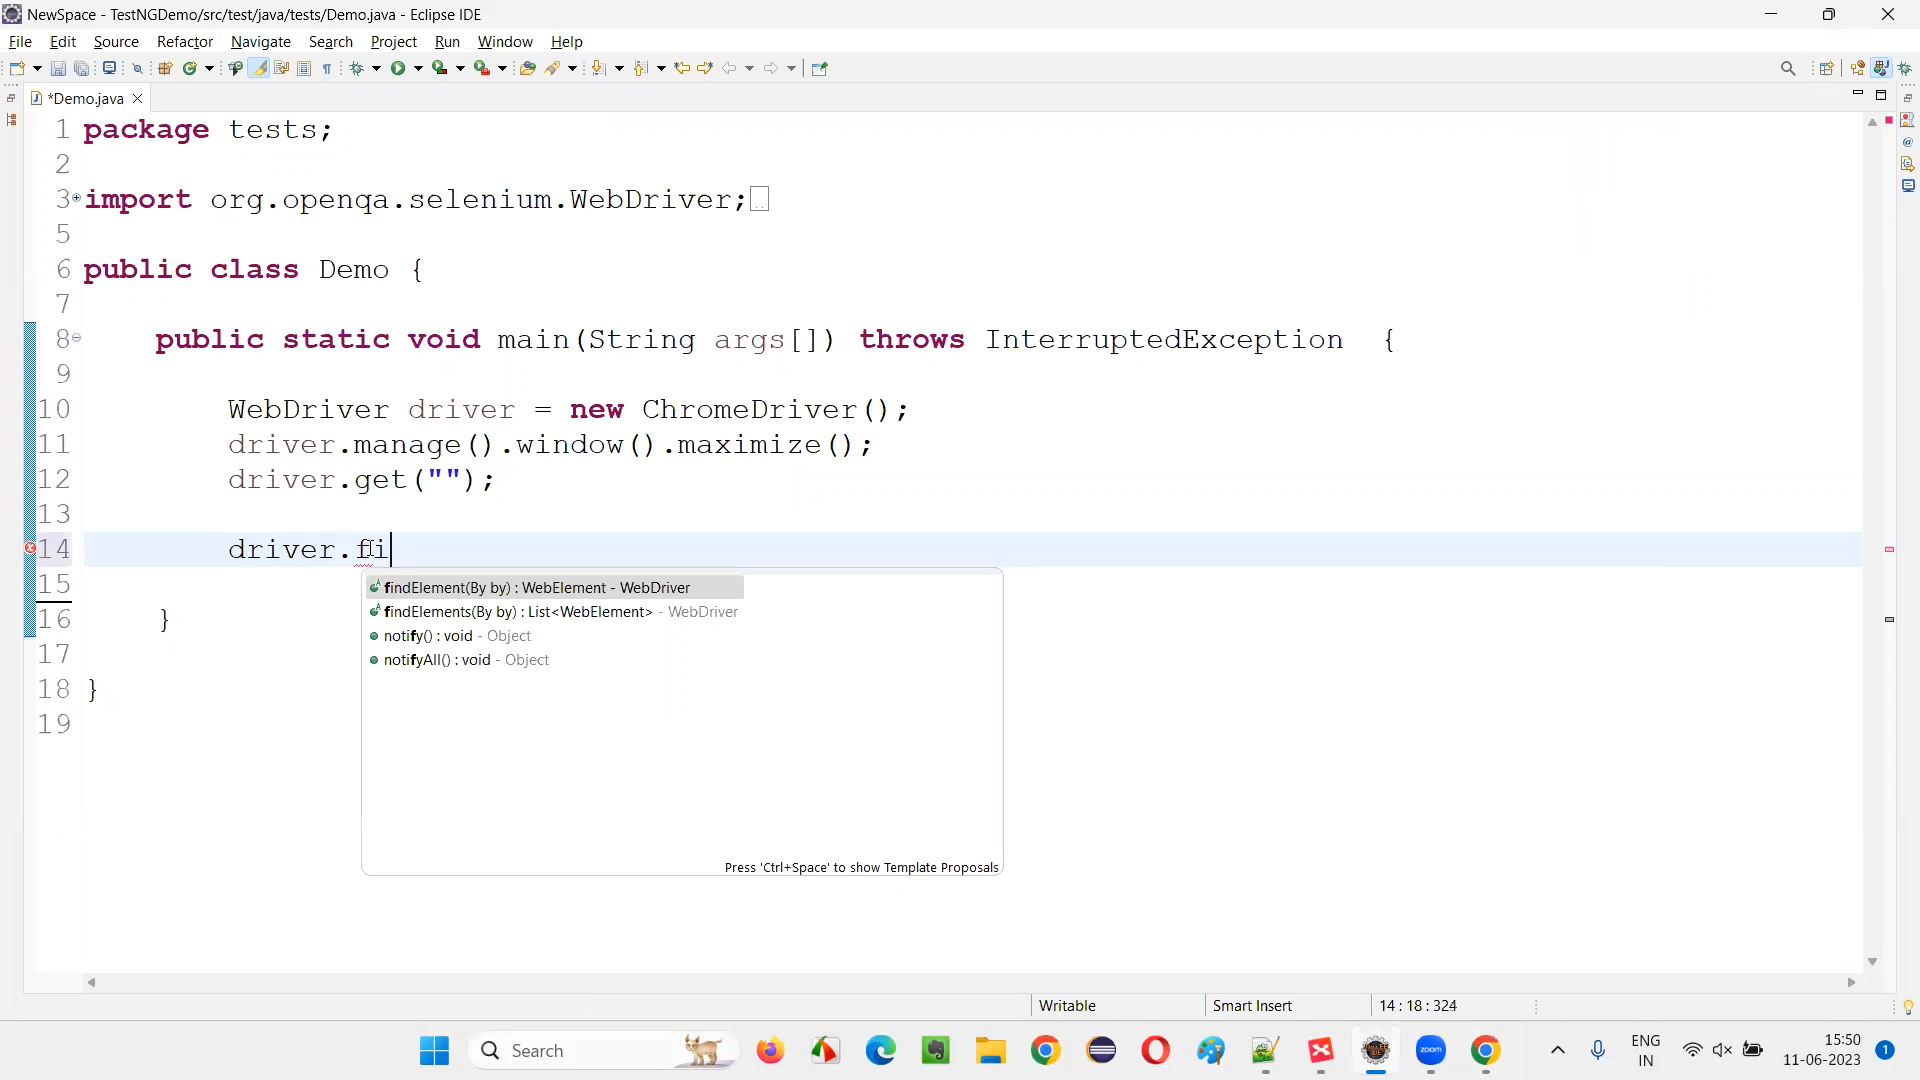 NewSpace - TestNGDemo/src/test/java/tests/Demo.java - Eclipse IDE
File Edit Source Refactor Navigate Search Project Run Window Help
*Demo.java
1 package tests;
2
3 import org.openqa.selenium.WebDriver;
5
6 public class Demo {
7
8 public static void main(String args[]) throws InterruptedException {
9
10 WebDriver driver = new ChromeDriver();
11 driver.manage().window().maximize();
12 driver.get("");
13
14 driver.fi
15
16 }
17
18 }
19
findElement(By by) : WebElement - WebDriver
findElements(By by) : List<WebElement> - WebDriver
notify() : void - Object
notifyAll() : void - Object
Press 'Ctrl+Space' to show Template Proposals
Writable Smart Insert 14 : 18 : 324
Search zoom ENG 15:50 1
IN 11-06-2023